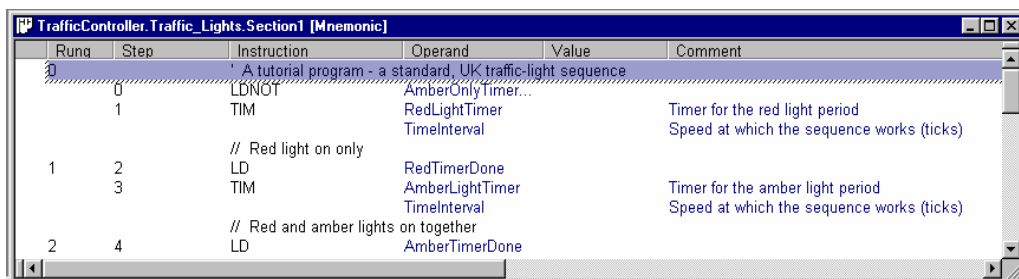 TrafficController.Traffic_Lights.Section1 [Mnemonic]
Rung Step Instruction Operand Value Comment
0 ' A tutorial program - a standard, UK traffic-light sequence
0 LDNOT AmberOnlyTimer...
1 TIM RedLightTimer Timer for the red light period
TimeInterval Speed at which the sequence works (ticks)
// Red light on only
1 2 LD RedTimerDone
3 TIM AmberLightTimer Timer for the amber light period
TimeInterval Speed at which the sequence works (ticks)
// Red and amber lights on together
2 4 LD AmberTimerDone